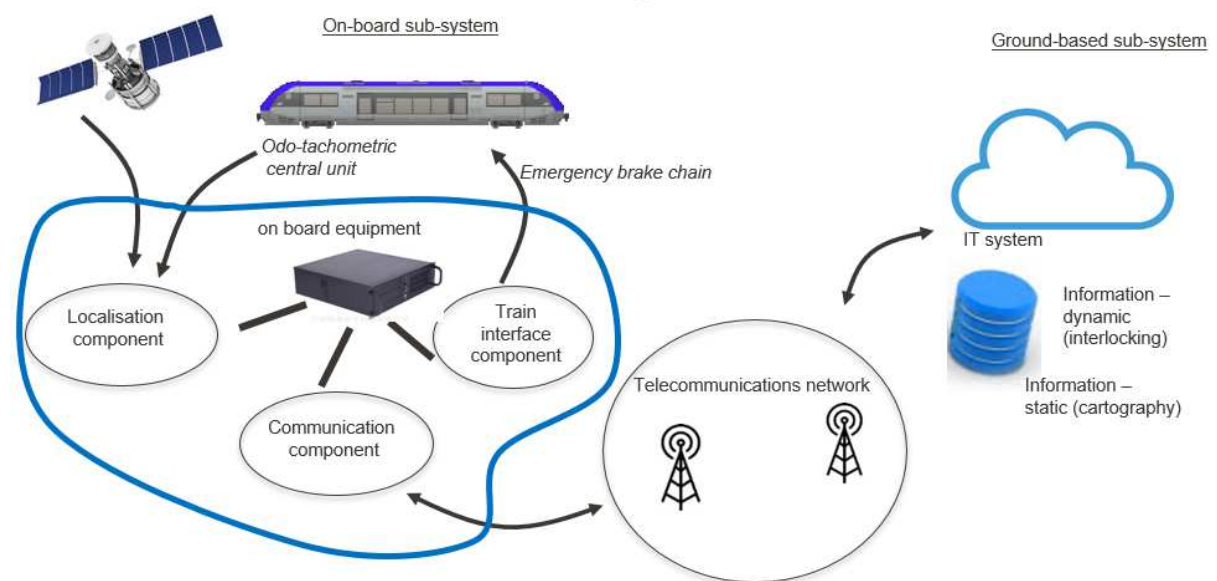 On-board sub-system
Ground-based sub-system
Odo-tachometric
central unit
Emergency brake chain
on board equipment
IT system
Localisation
component
Train
interface
component
Information –
dynamic
(interlocking)
Telecommunications network
Information –
static (cartography)
Communication
component